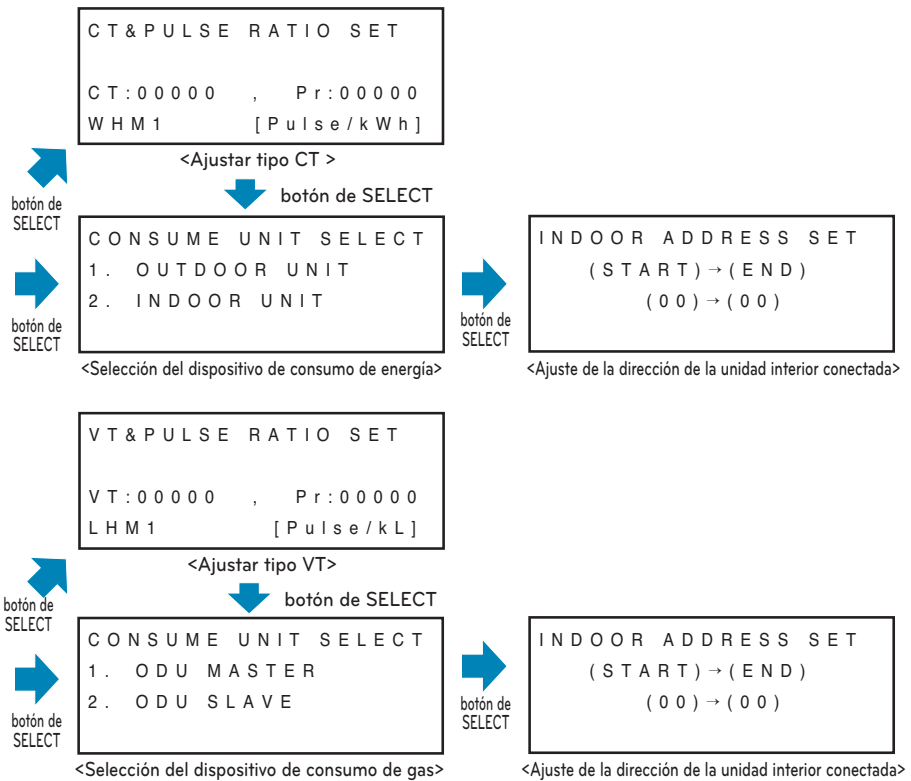 CT&PULSE RATIO SET
CT:00000 , Pr:00000
WHM1 [Pulse/kWh]
<Ajustar tipo CT >
botón de
SELECT
botón de SELECT
CONSUME UNIT SELECT
1. OUTDOOR UNIT
2. INDOOR UNIT
botón de
SELECT
<Selección del dispositivo de consumo de energía>
botón de
SELECT
INDOOR ADDRESS SET
(START)→(END)
(00)→(00)
<Ajuste de la dirección de la unidad interior conectada>
VT&PULSE RATIO SET
VT:00000 , Pr:00000
LHM1 [Pulse/kL]
<Ajustar tipo VT>
botón de
SELECT
botón de SELECT
CONSUME UNIT SELECT
1. ODU MASTER
2. ODU SLAVE
botón de
SELECT
<Selección del dispositivo de consumo de gas>
botón de
SELECT
INDOOR ADDRESS SET
(START)→(END)
(00)→(00)
<Ajuste de la dirección de la unidad interior conectada>